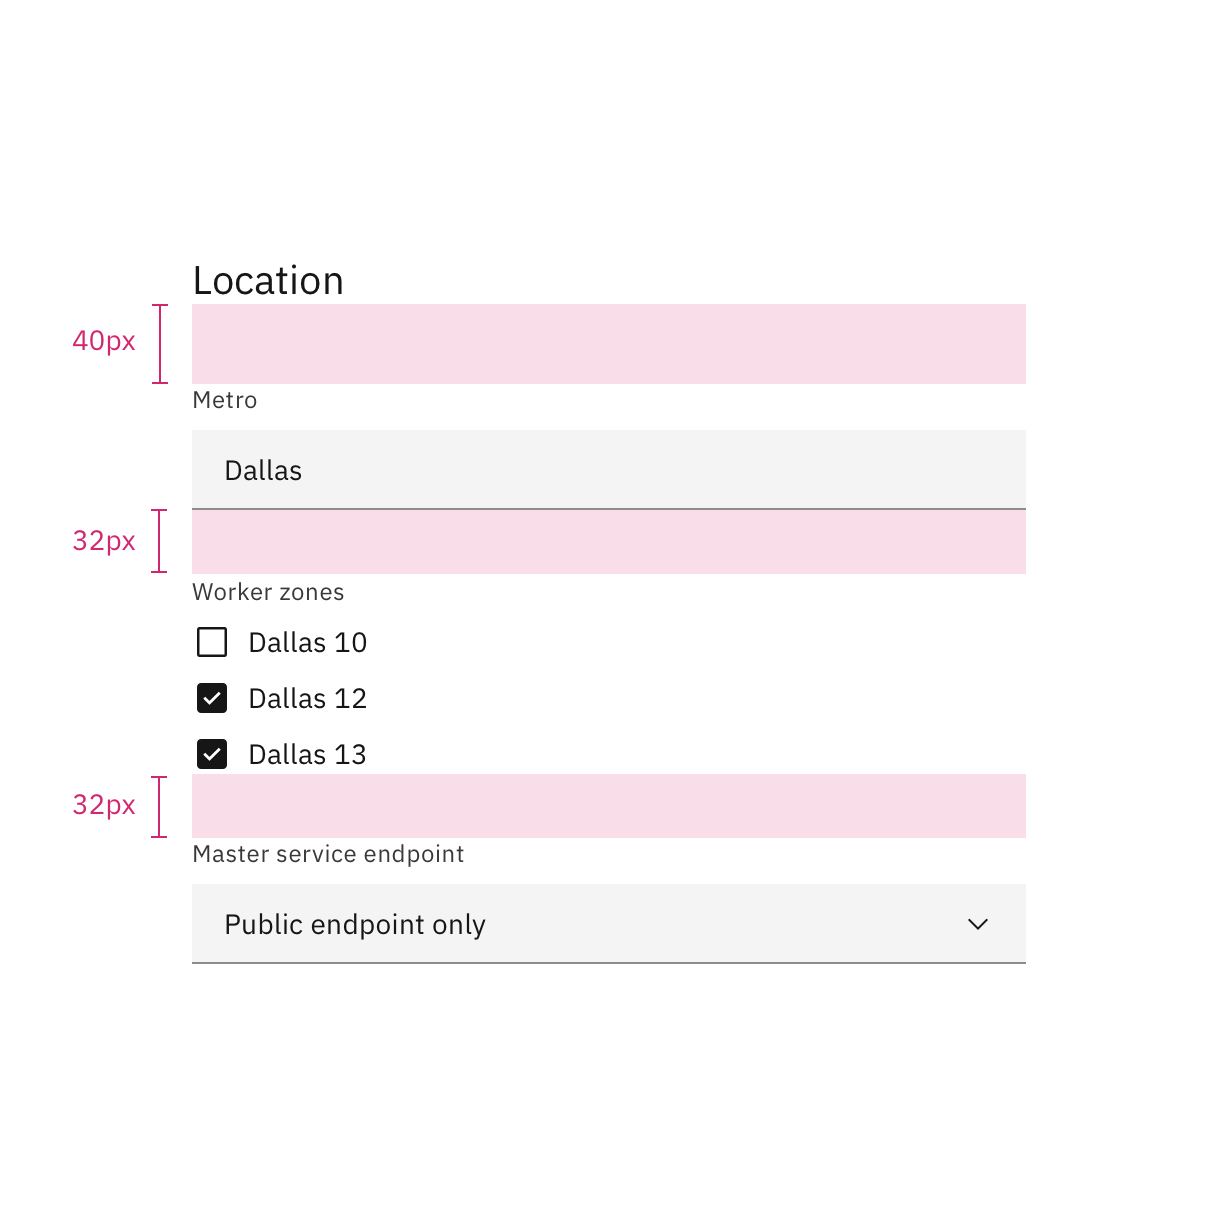 Location
40px
Metro
Dallas
32px
Worker zones
Dallas 10
Dallas 12
Dallas 13
32px
Master service endpoint
Public endpoint only